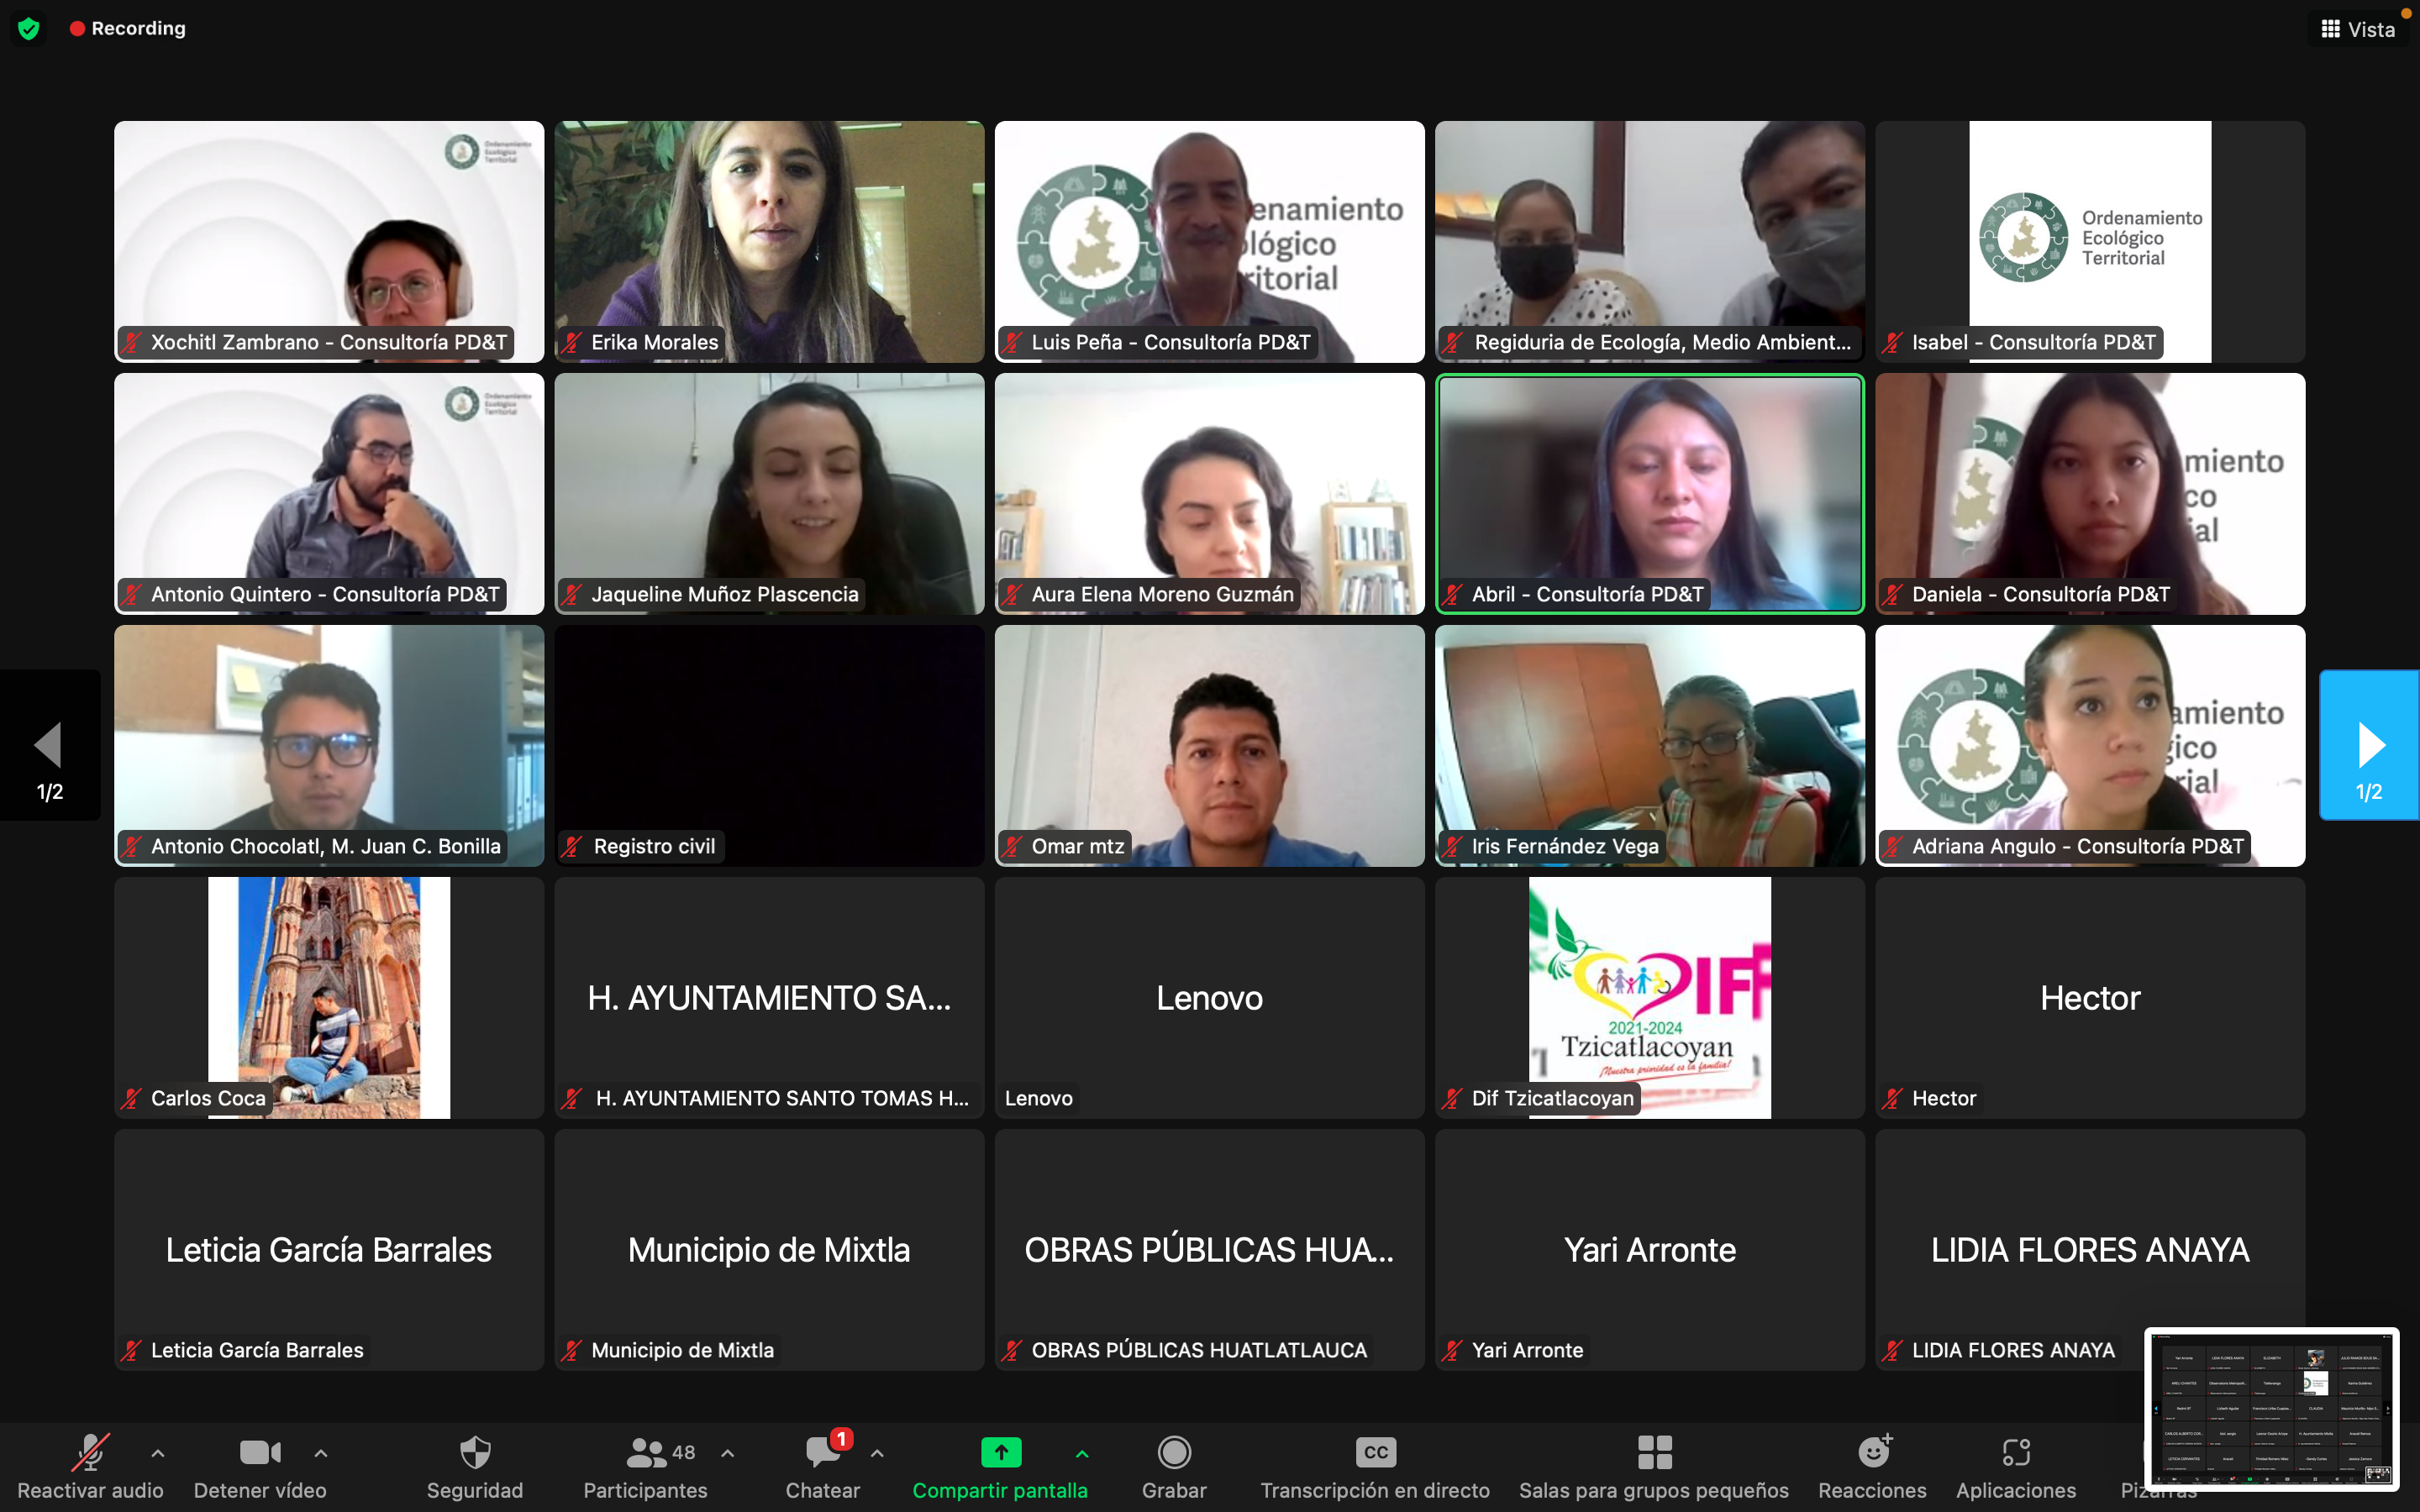 Recording
Vista
Ordenamiento
Ecológico
Territorial
Xochitl Zambrano - Consultoría PD&T
Erika Morales
enamiento
ológico
ritorial
Luis Peña - Consultoría PD&T
Regiduria de Ecología, Medio Ambient...
Ordenamiento
Ecológico
Territorial
Isabel - Consultoría PD&T
Ordenamiento
Ecológico
Territorial
Antonio Quintero - Consultoría PD&T
Jaqueline Muñoz Plascencia
Aura Elena Moreno Guzmán
Abril - Consultoría PD&T
miento
co
ial
Daniela - Consultoría PD&T
1/2
Antonio Chocolatl, M. Juan C. Bonilla
Registro civil
Omar mtz
Iris Fernández Vega
amiento
gico
rial
Adriana Angulo - Consultoría PD&T
1/2
Carlos Coca
H. AYUNTAMIENTO SA...
H. AYUNTAMIENTO SANTO TOMAS H...
Lenovo
Lenovo
DIF
2021-2024
Tzicatlacoyan
¡Nuestra prioridad es la familia!
Dif Tzicatlacoyan
Hector
Hector
Leticia García Barrales
Leticia García Barrales
Municipio de Mixtla
Municipio de Mixtla
OBRAS PÚBLICAS HUA...
OBRAS PÚBLICAS HUATLATLAUCA
Yari Arronte
Yari Arronte
LIDIA FLORES ANAYA
LIDIA FLORES ANAYA
Reactivar audio
Detener vídeo
Seguridad
48
Participantes
1
Chatear
Compartir pantalla
Grabar
CC
Transcripción en directo
Salas para grupos pequeños
Reacciones
Aplicaciones
Pizarras